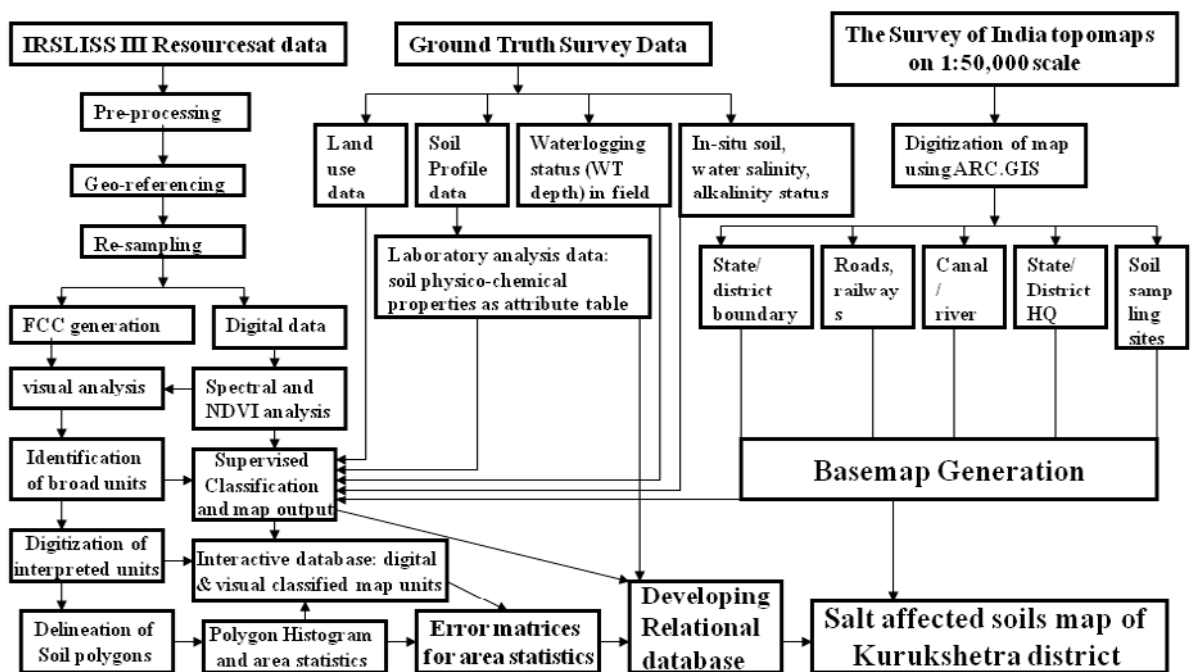 IRSLISS III Resourcesat data
Ground Truth Survey Data
The Survey of India topomaps
on 1:50,000 scale
Pre-processing
Geo-referencing
Re-sampling
FCC generation
Digital data
visual analysis
Spectral and
NDVI analysis
Identification
of broad units
Supervised
Classification
and map output
Digitization of
interpreted units
Interactive database: digital
& visual classified map units
Delineation of
Soil polygons
Polygon Histogram
and area statistics
Error matrices
for area statistics
Land
use
data
Soil
Profile
data
Waterlogging
status (WT
depth) in field
In-situ soil,
water salinity,
alkalinity status
Laboratory analysis data:
soil physico-chemical
properties as attribute table
Digitization of map
using ARC.GIS
State/
district
boundary
Roads,
railway
s
Canal
/
river
State/
District
HQ
Soil
samp
ling
sites
Basemap Generation
Developing
Relational
database
Salt affected soils map of
Kurukshetra district